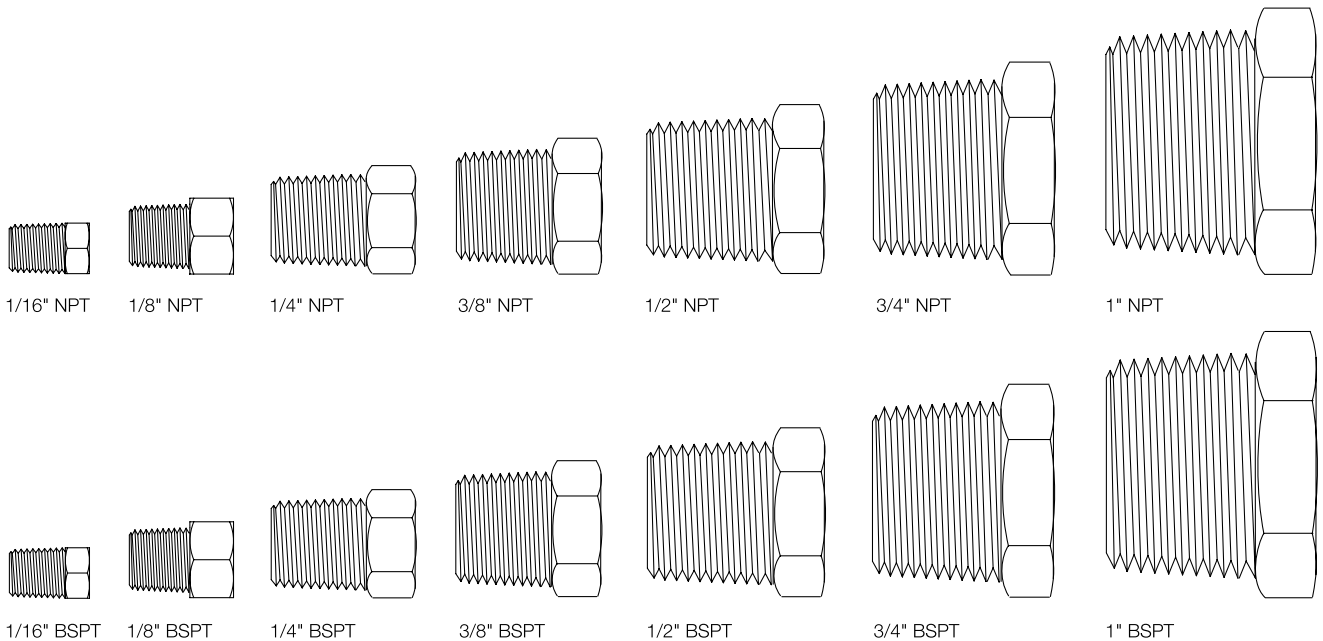 1/16" NPT 1/8" NPT 1/4" NPT 3/8" NPT 1/2" NPT 3/4" NPT 1" NPT
1/16" BSPT 1/8" BSPT 1/4" BSPT 3/8" BSPT 1/2" BSPT 3/4" BSPT 1" BSPT